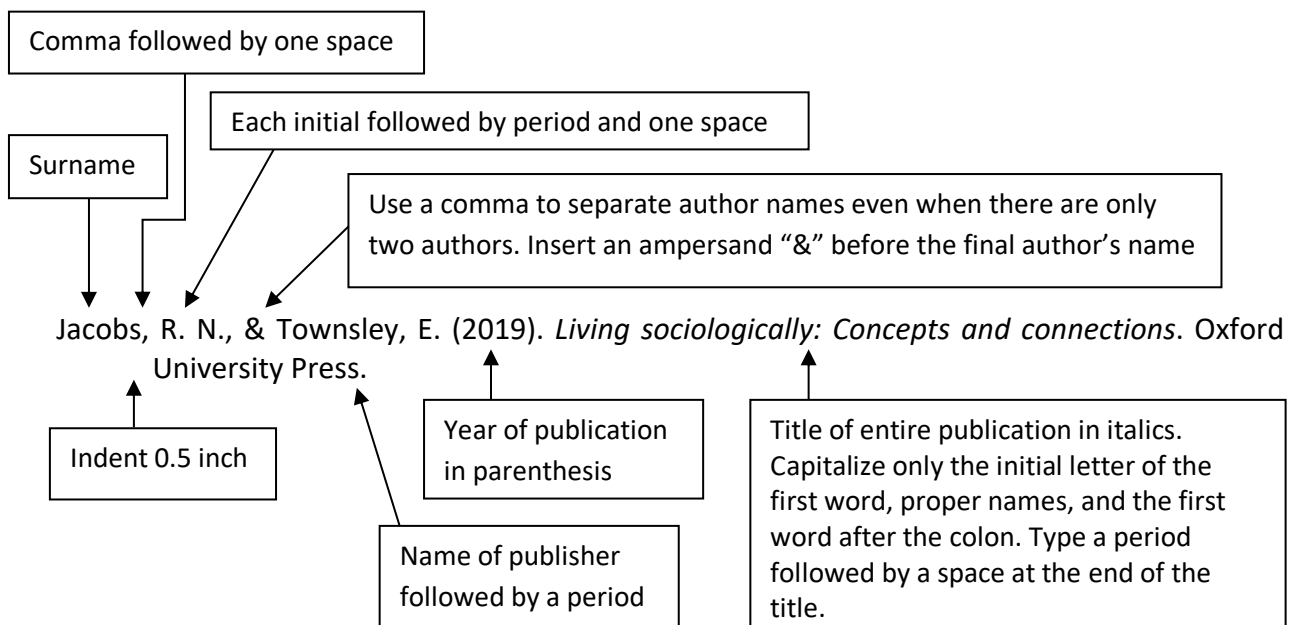 Comma followed by one space
Each initial followed by period and one space
Surname
Use a comma to separate author names even when there are only
two authors. Insert an ampersand “&” before the final author’s name
Jacobs, R. N., & Townsley, E. (2019). Living sociologically: Concepts and connections. Oxford
University Press.
Indent 0.5 inch
Year of publication
in parenthesis
Title of entire publication in italics.
Capitalize only the initial letter of the
first word, proper names, and the first
word after the colon. Type a period
followed by a space at the end of the
title.
Name of publisher
followed by a period